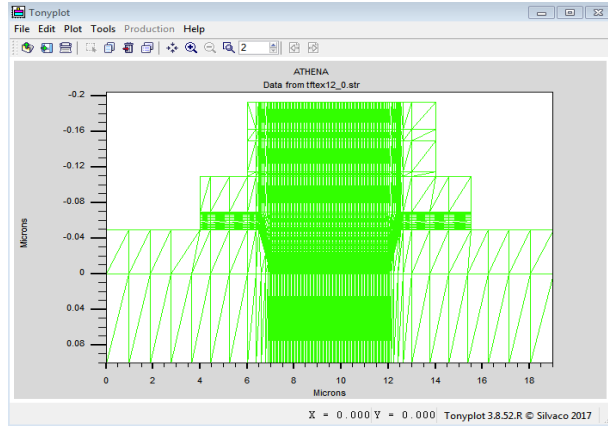 Tonyplot
File Edit Plot Tools Production Help
2
ATHENA
Data from tftex12_0.str
-0.2
-0.16
-0.12
-0.08
-0.04
0
0.04
0.08
Microns
0 2 4 6 8 10 12 14 16 18
Microns
X = 0.000 Y = 0.000 Tonyplot 3.8.52.R © Silvaco 2017